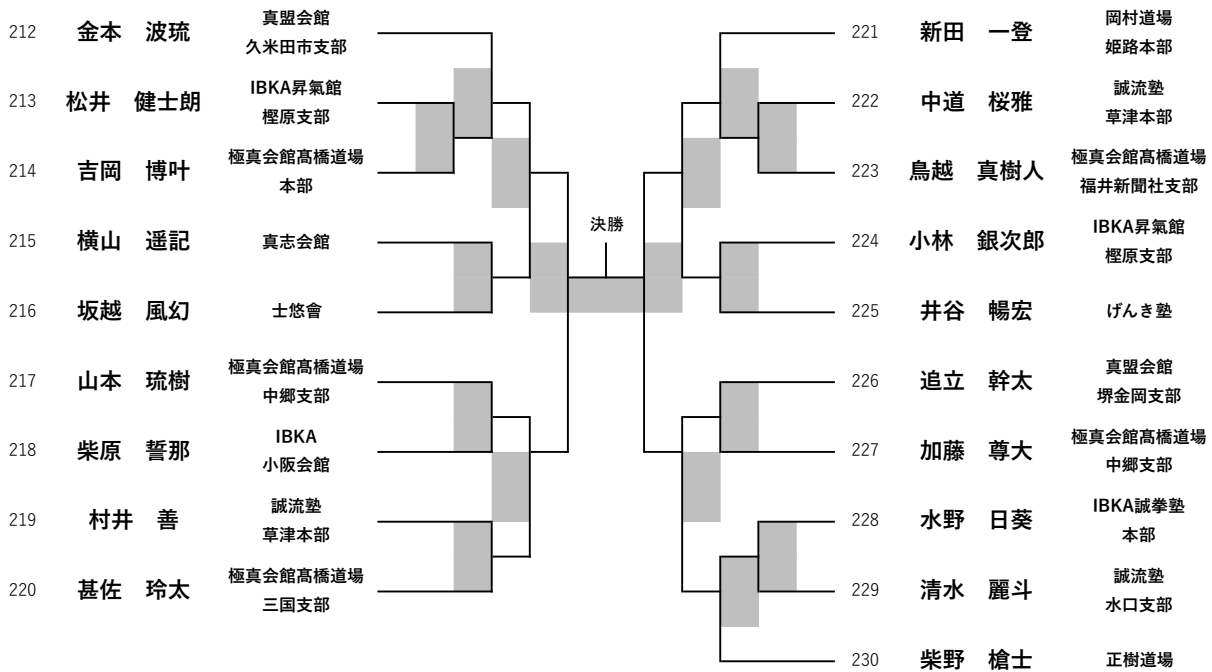 212 金本 波琉 真盟会館
久米田市支部
213 松井 健士朗 IBKA昇氣館
樫原支部
214 吉岡 博叶 極真会館髙橋道場
本部
215 横山 遥記 真志会館
216 坂越 風幻 士悠會
217 山本 琉樹 極真会館髙橋道場
中郷支部
218 柴原 誓那 IBKA
小阪会館
219 村井 善 誠流塾
草津本部
220 甚佐 玲太 極真会館髙橋道場
三国支部
決勝
221 新田 一登 岡村道場
姫路本部
222 中道 桜雅 誠流塾
草津本部
223 鳥越 真樹人 極真会館髙橋道場
福井新聞社支部
224 小林 銀次郎 IBKA昇氣館
樫原支部
225 井谷 暢宏 げんき塾
226 追立 幹太 真盟会館
堺金岡支部
227 加藤 尊大 極真会館髙橋道場
中郷支部
228 水野 日葵 IBKA誠拳塾
本部
229 清水 麗斗 誠流塾
水口支部
230 柴野 槍士 正樹道場